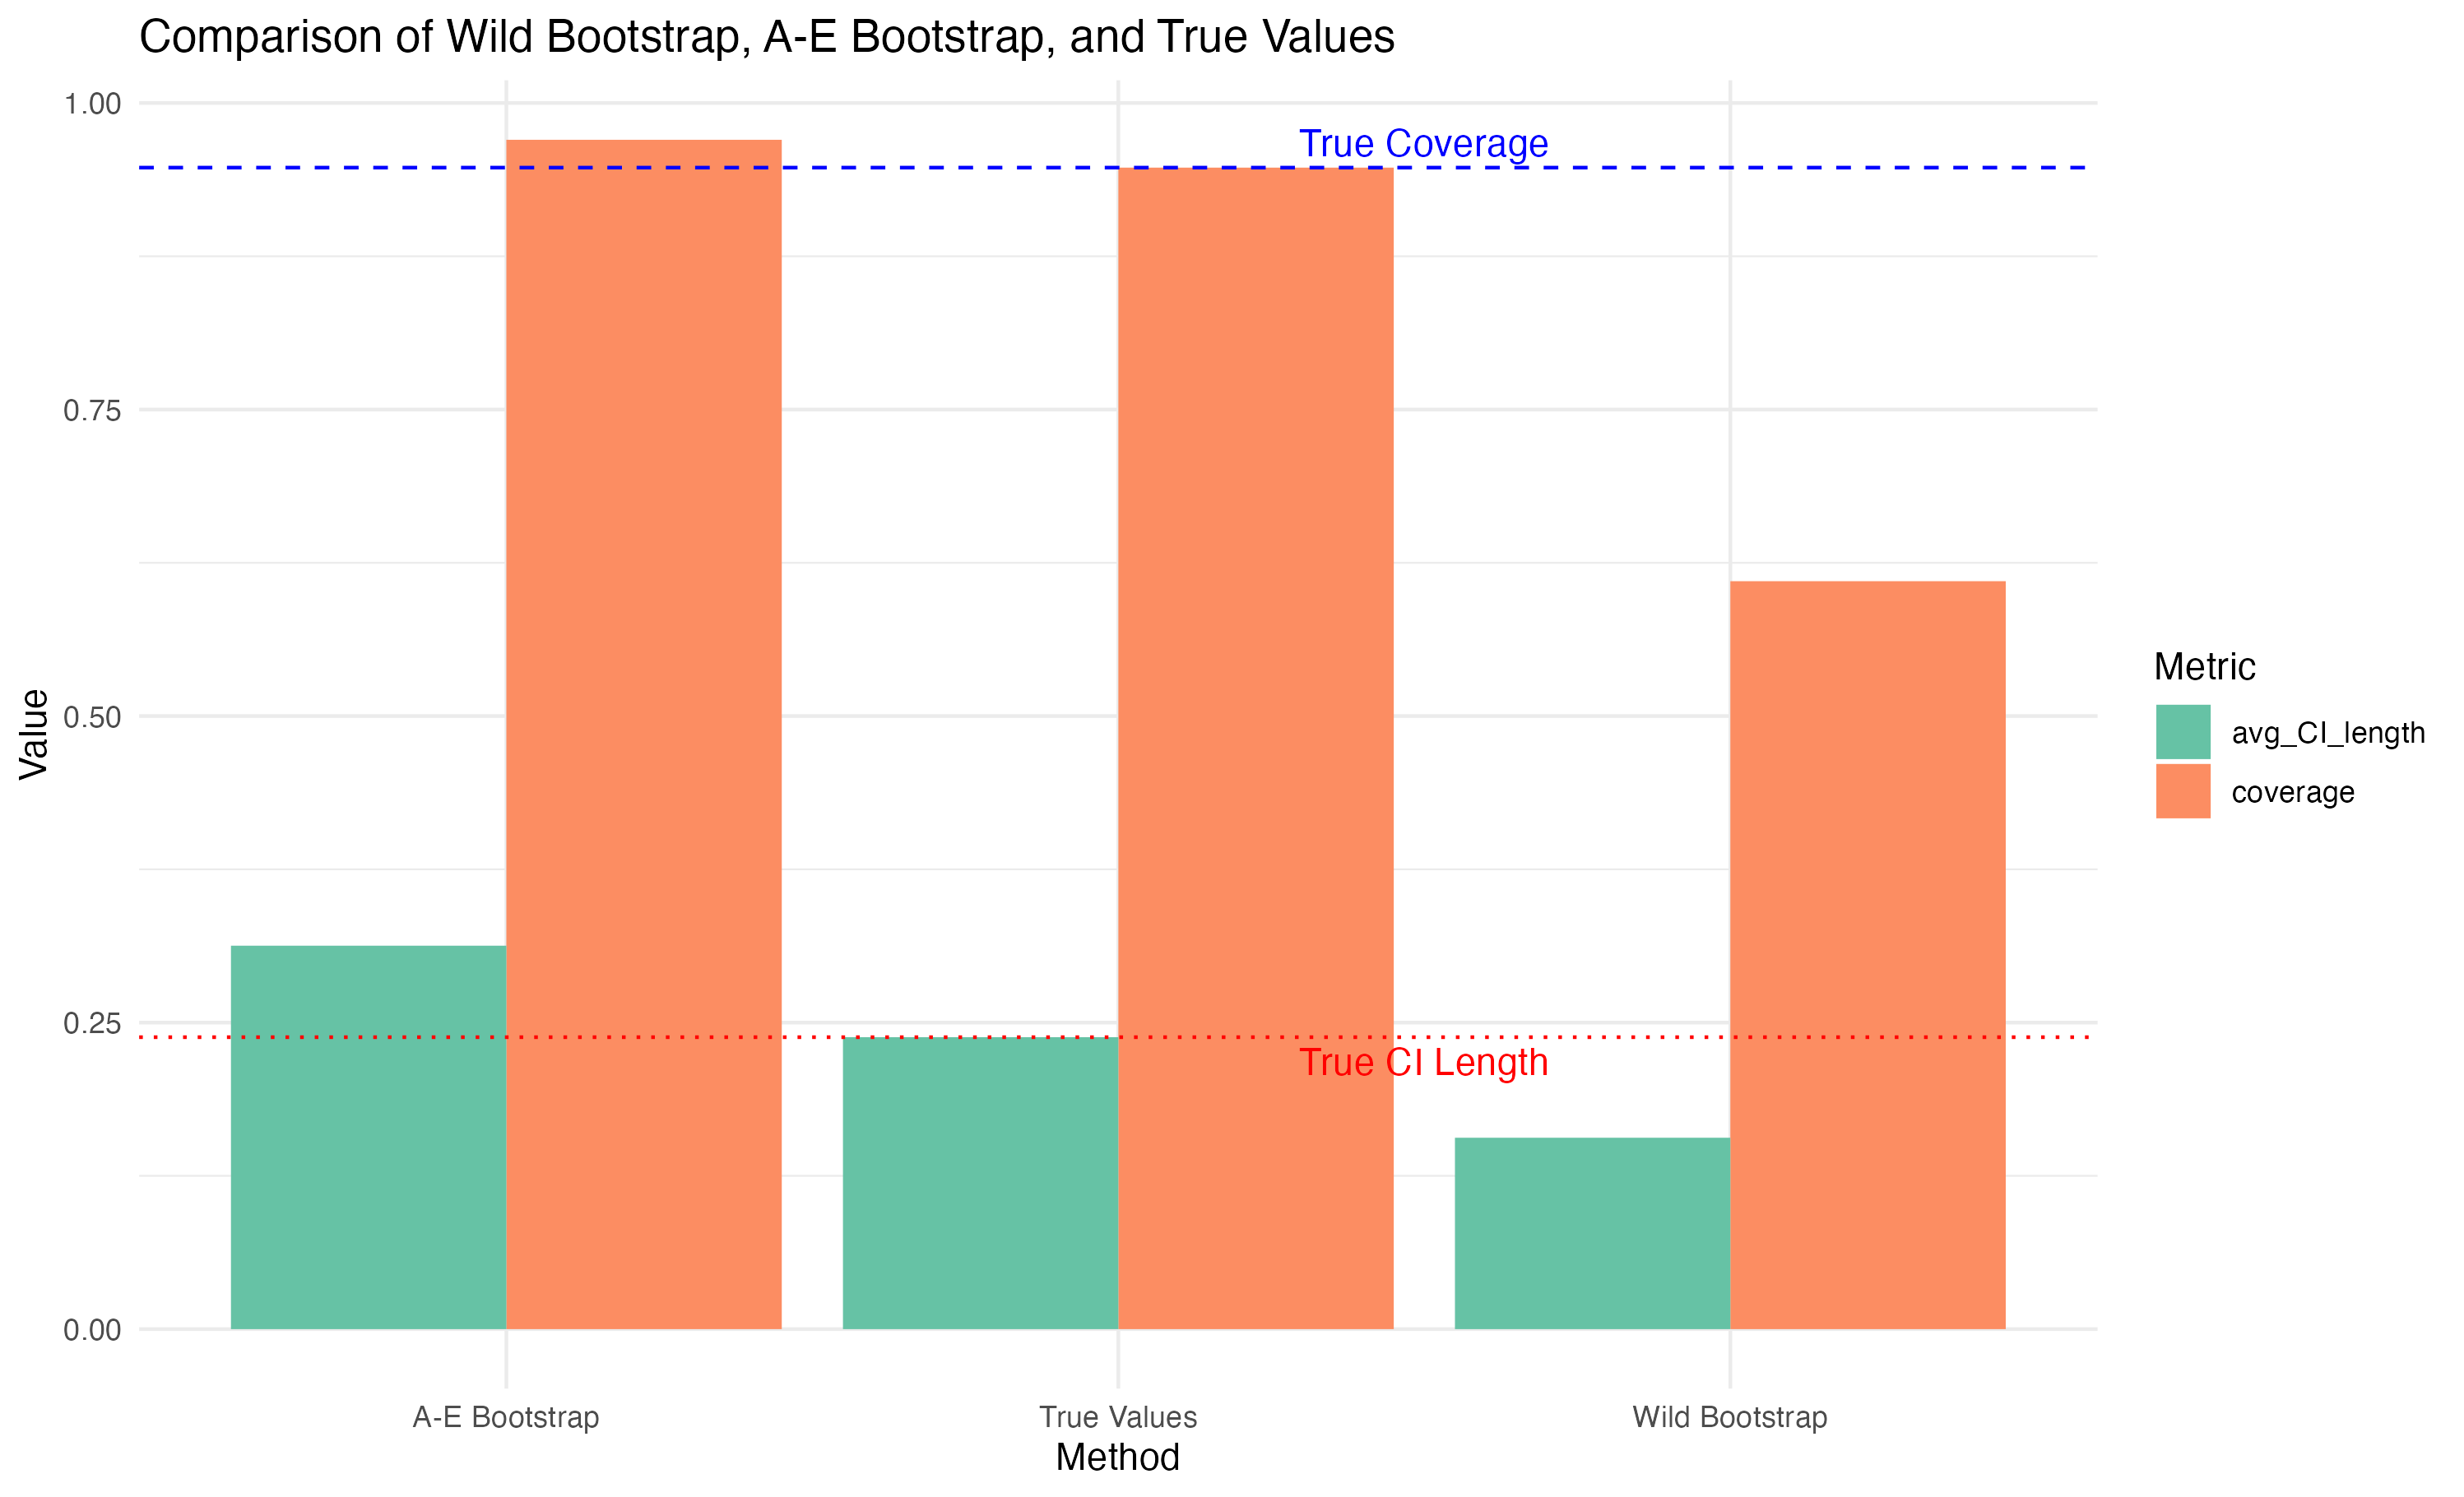 Comparison of Wild Bootstrap, A-E Bootstrap, and True Values
1.00
0.75
0.50
0.25
0.00
Value
True Coverage
True CI Length
A-E Bootstrap
True Values
Wild Bootstrap
Method
Metric
avg_CI_length
coverage